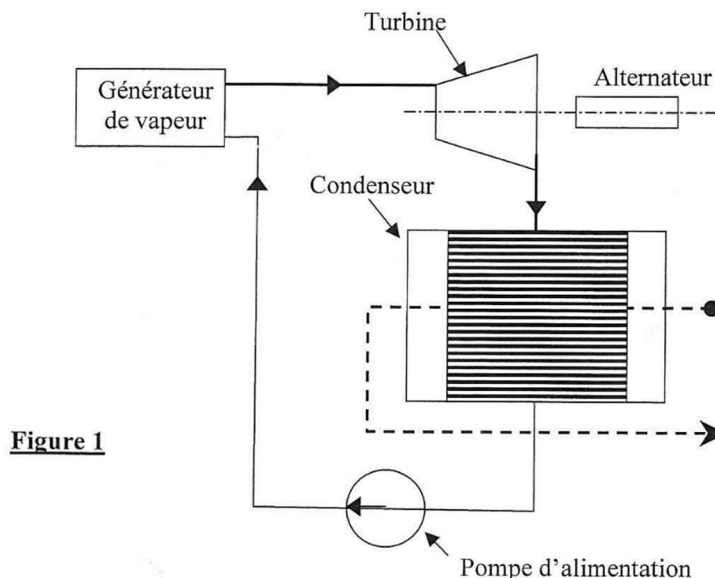 Turbine
Générateur
de vapeur
Alternateur
Condenseur
Figure 1
Pompe d'alimentation